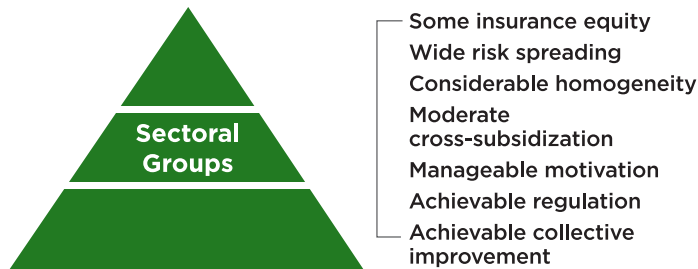 Sectoral
Groups
Some insurance equity
Wide risk spreading
Considerable homogeneity
Moderate
cross-subsidization
Manageable motivation
Achievable regulation
Achievable collective
improvement